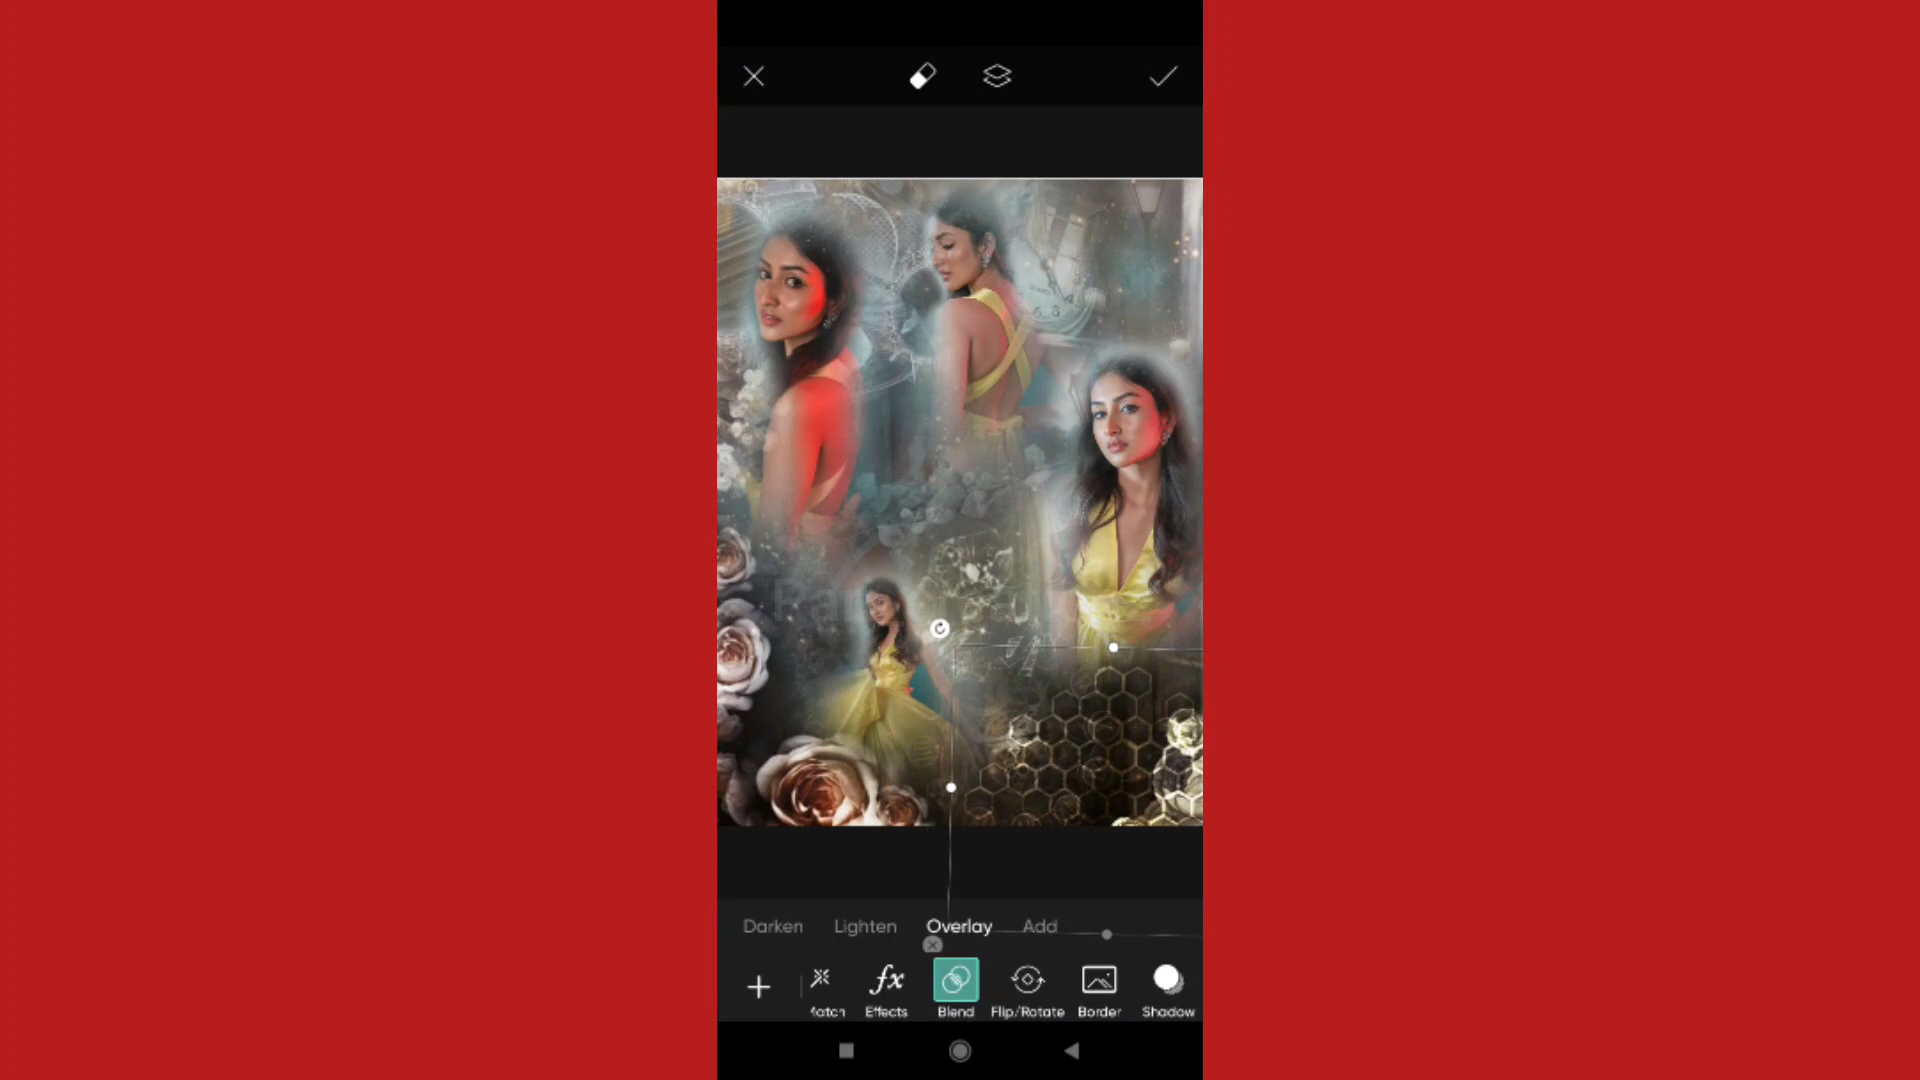 Darken Lighten Overlay Add
Effects Blend Flip/Rotate Border Shadow